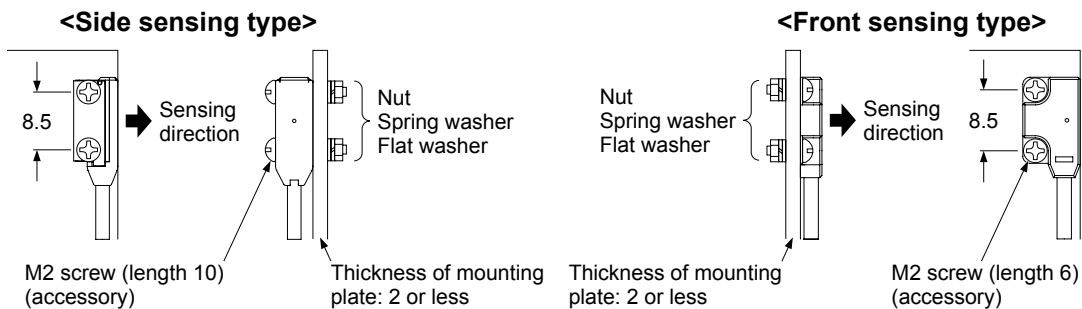 <Side sensing type>
8.5
Sensing
direction
Nut
Spring washer
Flat washer
M2 screw (length 10)
(accessory)
Thickness of mounting
plate: 2 or less
<Front sensing type>
Nut
Spring washer
Flat washer
Sensing
direction
8.5
Thickness of mounting
plate: 2 or less
M2 screw (length 6)
(accessory)